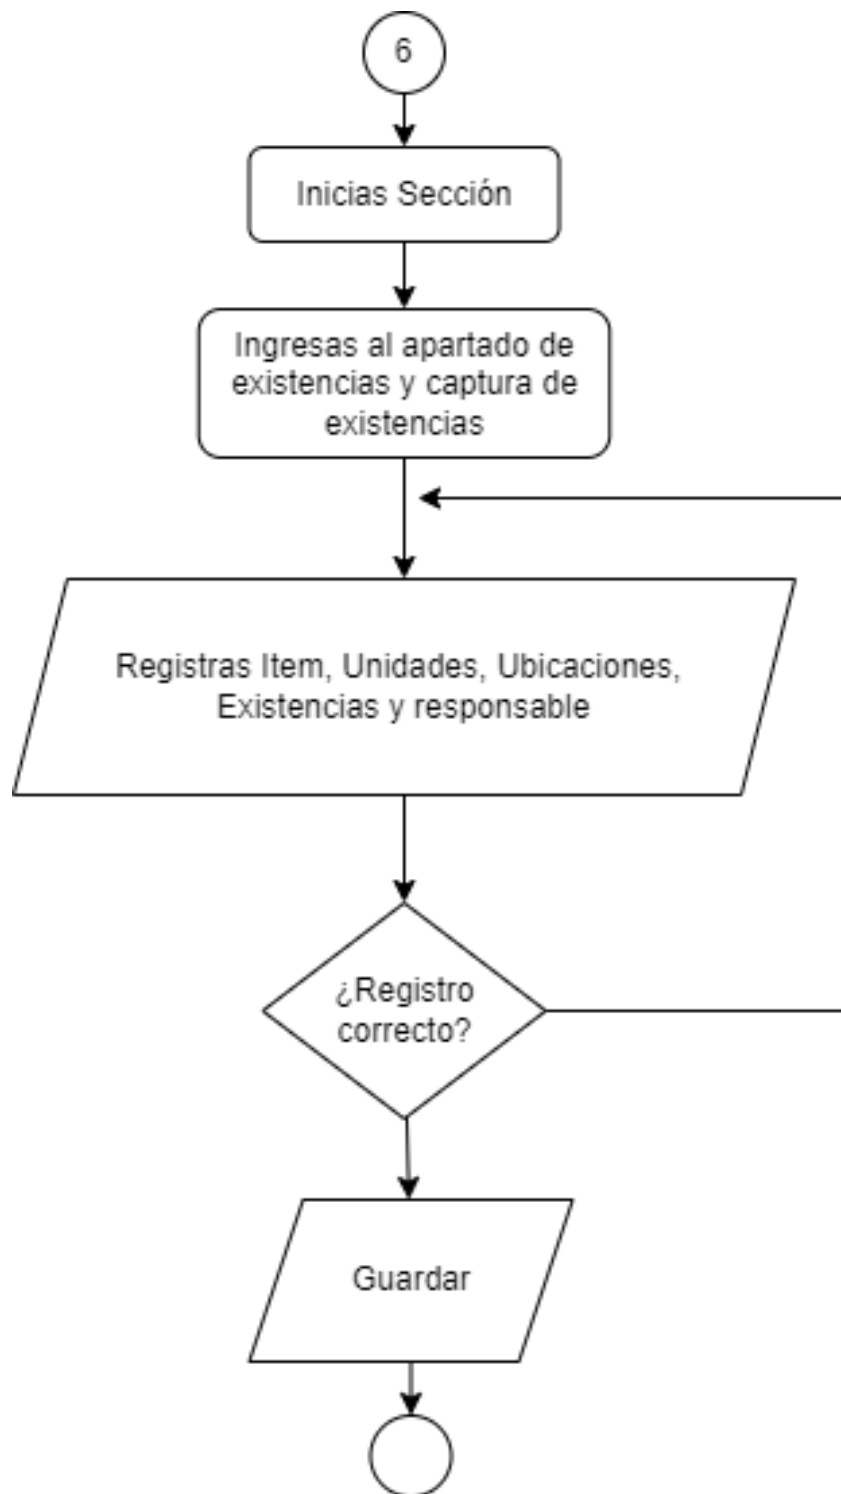 6
Inicias Sección
Ingresas al apartado de
existencias y captura de
existencias
Registras Item, Unidades, Ubicaciones,
Existencias y responsable
¿Registro
correcto?
Guardar